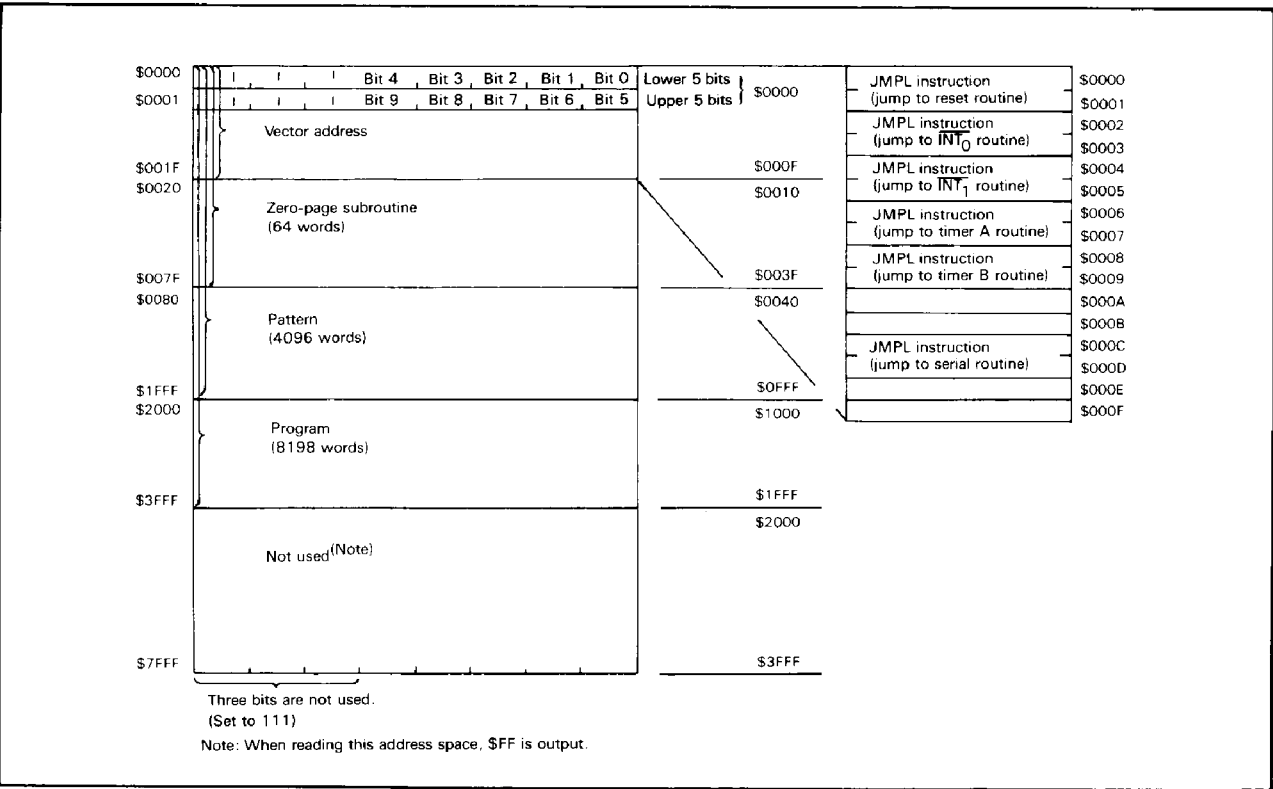 $0000 Bit 4 Bit 3 Bit 2 Bit 1 Bit 0 Lower 5 bits
$0001 Bit 9 Bit 8 Bit 7 Bit 6 Bit 5 Upper 5 bits
$0000
Vector address
$001F $000F
$0020 $0010
Zero-page subroutine
(64 words)
$007F $003F
$0080 $0040
Pattern
(4096 words)
$1FFF $0FFF
$2000 $1000
Program
(8198 words)
$3FFF $1FFF
$2000
Not used(Note)
$7FFF $3FFF
Three bits are not used.
(Set to 111)
Note: When reading this address space, $FF is output.
JMPL instruction $0000
(jump to reset routine) $0001
JMPL instruction $0002
(jump to INT0 routine) $0003
JMPL instruction $0004
(jump to INT1 routine) $0005
JMPL instruction $0006
(jump to timer A routine) $0007
JMPL instruction $0008
(jump to timer B routine) $0009
$000A
$000B
JMPL instruction $000C
(jump to serial routine) $000D
$000E
$000F